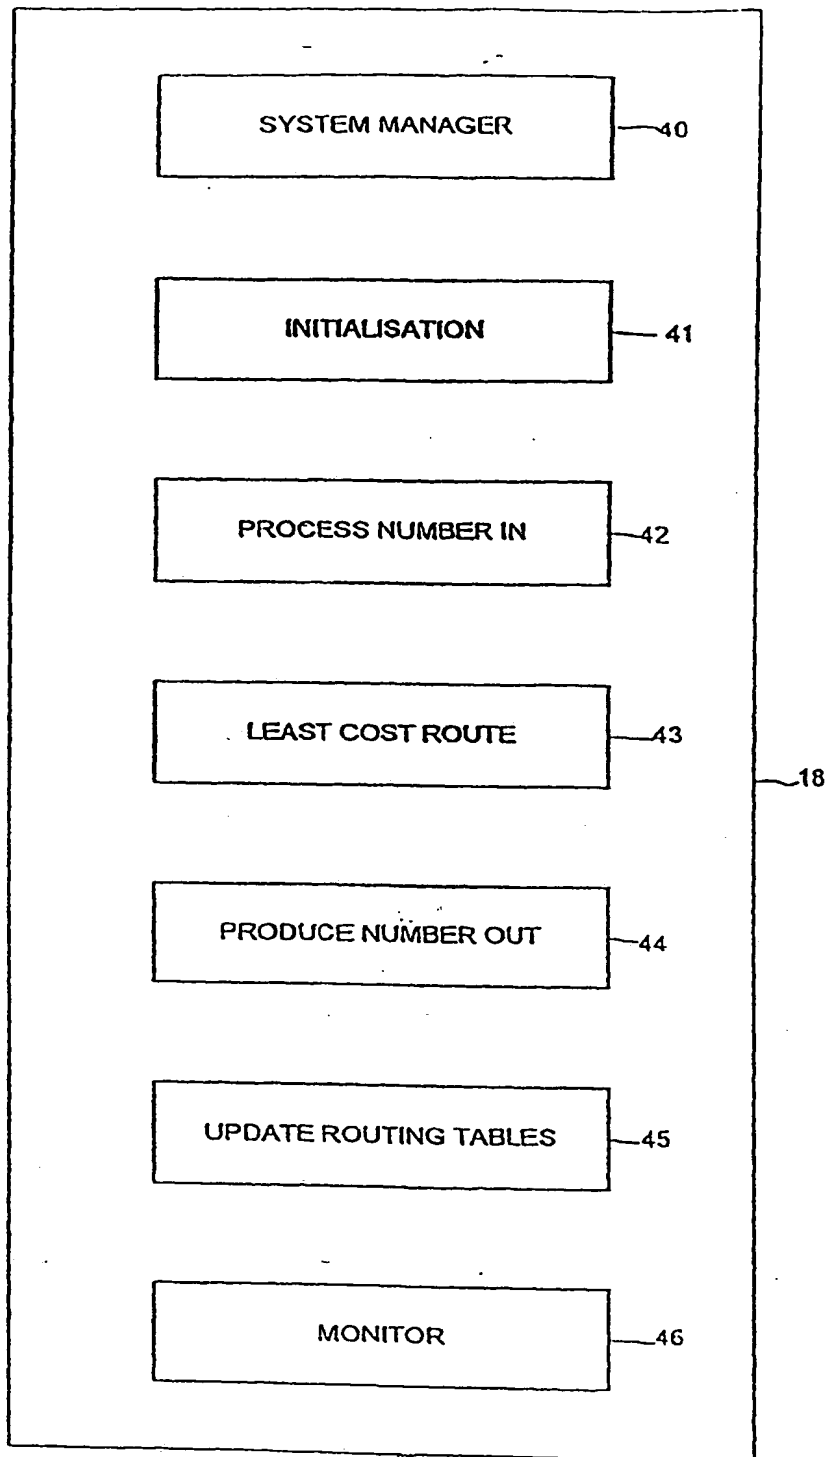 SYSTEM MANAGER 40
INITIALISATION 41
PROCESS NUMBER IN 42
LEAST COST ROUTE 43
18
PRODUCE NUMBER OUT 44
UPDATE ROUTING TABLES 45
MONITOR 46